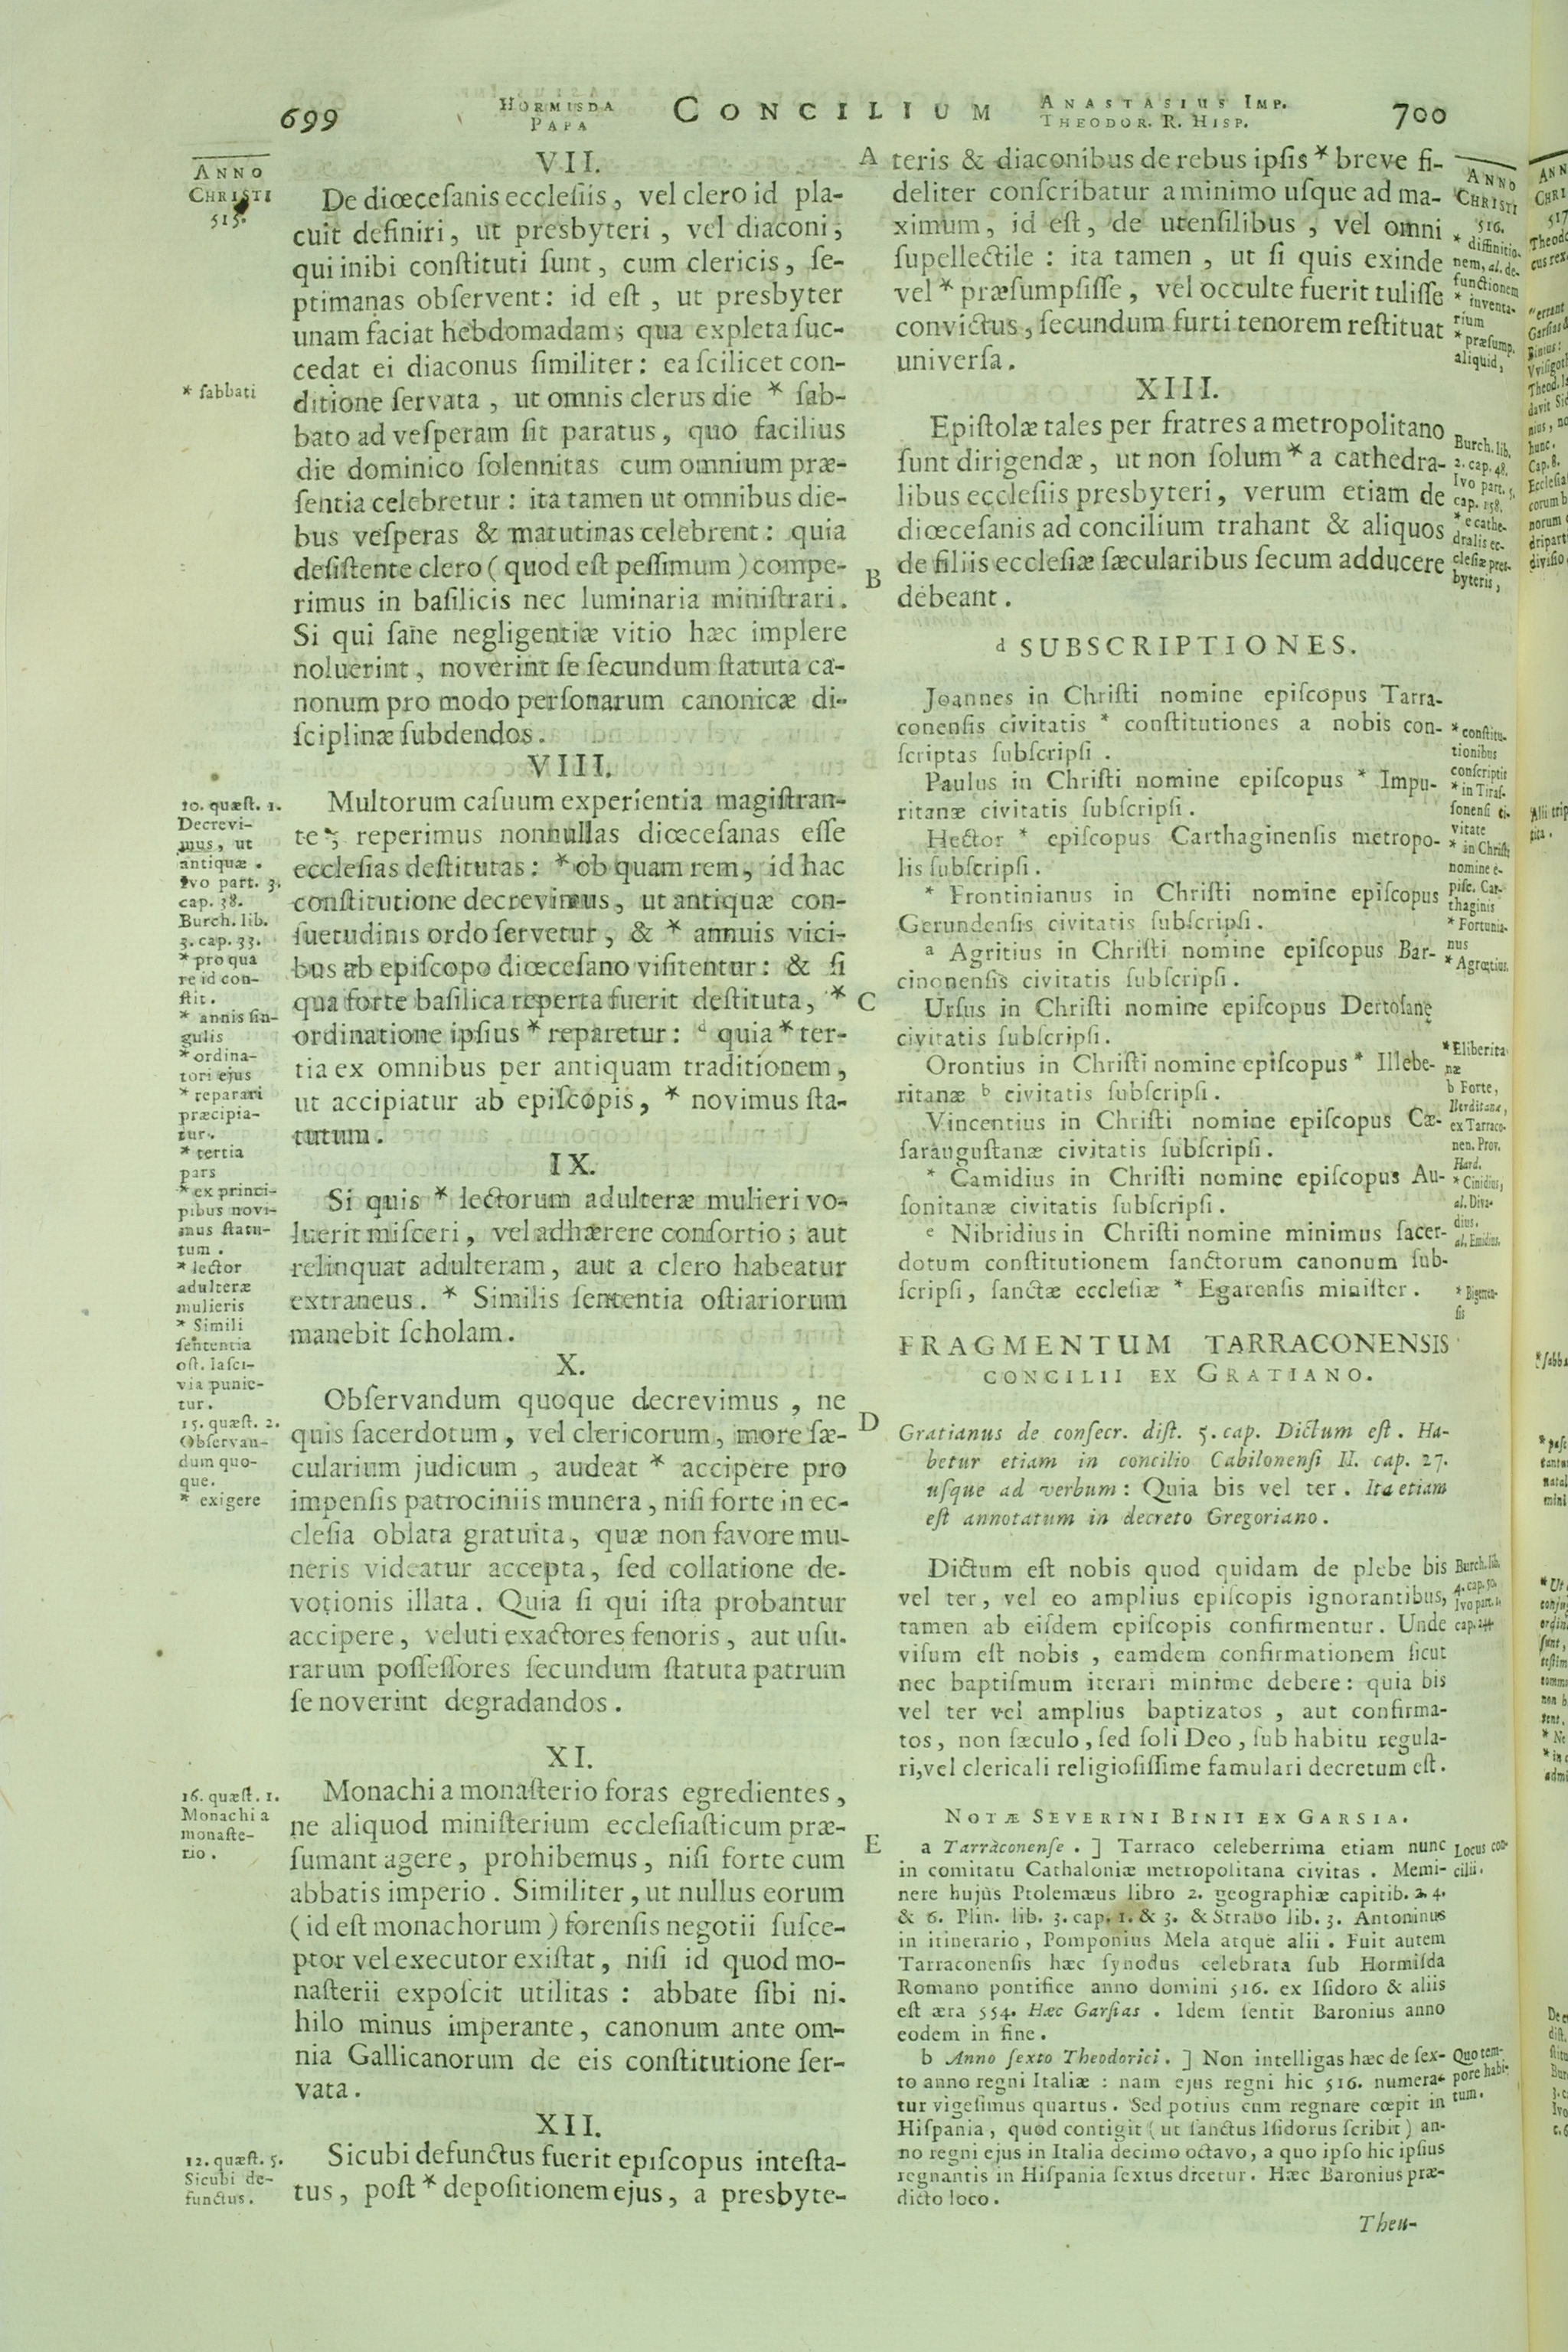 699
HORMISDA
PAPA
CONCILIUM
ANASTASIUS IMP.
THEODOR. R. HISP.
700
ANNO
CHRISTI
515.
VII.
De diœceſanis eccleſiis, vel clero id pla-
cuit definiri, ut presbyteri, vel diaconi,
qui inibi conſtituti ſunt, cum clericis, ſe-
ptimanas obſervent: id eſt, ut presbyter
unam faciat hebdomadam; qua expleta ſuc-
cedat ei diaconus ſimiliter: ea ſcilicet con-
ditione ſervata, ut omnis clerus die * ſab-
bato ad veſperam ſit paratus, quo facilius
die dominico ſolennitas cum omnium præ-
ſentia celebretur: ita tamen ut omnibus die-
bus veſperas & matutinas celebrent: quia
deſiſtente clero (quod eſt peſſimum) compe-
rimus in baſilicis nec luminaria miniſtrari.
Si qui ſane negligentiæ vitio hæc implere
noluerint, noverint ſe ſecundum ſtatuta ca-
nonum pro modo perſonarum canonicæ di-
ſciplinæ ſubdendos.
* ſabbati
VIII.
Multorum caſuum experientia magiſtran-
te, reperimus nonnullas diœceſanas eſſe
eccleſias deſtitutas: * ob quam rem, id hac
conſtitutione decrevimus, ut antiquæ con-
ſuetudinis ordo ſervetur, & * annuis vici-
bus ab epiſcopo diœceſano viſitentur: & ſi
qua forte baſilica reperta fuerit deſtituta, *
ordinatione ipſius * reparetur: d quia * ter-
tia ex omnibus per antiquam traditionem,
ut accipiatur ab epiſcopis, * novimus ſta-
tutum.
10. quæſt. 1.
Decrevi-
mus, ut
antiquæ.
Ivo part. 3.
cap. 38.
Burch. lib.
3. cap. 33.
* pro qua
re id con-
ſtit.
* annis ſin-
gulis
* ordina-
tori ejus
* reparari
præcipia-
tur.
* tertia
pars
* ex princi-
pibus novi-
mus ſtatu-
tum.
IX.
Si quis * lectorum adulteræ mulieri vo-
luerit miſceri, vel adhærere conſortio; aut
relinquat adulteram, aut a clero habeatur
extraneus. * Similis ſententia oſtiariorum
manebit ſcholam.
* lector
adulteræ
mulieris
* Simili
ſententia
oſt. laſci-
via punie-
tur.
X.
Obſervandum quoque decrevimus, ne
quis ſacerdotum, vel clericorum, more ſæ-
cularium judicum, audeat * accipere pro
impenſis patrociniis munera, niſi forte in ec-
cleſia oblata gratuita, quæ non favore mu-
neris videatur accepta, ſed collatione de-
votionis illata. Quia ſi qui iſta probantur
accipere, veluti exactores fenoris, aut uſu-
rarum poſſeſſores ſecundum ſtatuta patrum
ſe noverint degradandos.
15. quæſt. 2.
Obſervan-
dum quo-
que.
* exigere
XI.
Monachi a monaſterio foras egredientes,
ne aliquod miniſterium eccleſiaſticum præ-
ſumant agere, prohibemus, niſi forte cum
abbatis imperio. Similiter, ut nullus eorum
(id eſt monachorum) forenſis negotii ſuſce-
ptor vel executor exiſtat, niſi id quod mo-
naſterii expoſcit utilitas: abbate ſibi ni-
hilo minus imperante, canonum ante om-
nia Gallicanorum de eis conſtitutione ſer-
vata.
16. quæſt. 1.
Monachi a
monaſte-
rio.
XII.
Sicubi defunctus fuerit epiſcopus inteſta-
tus, poſt * depoſitionem ejus, a presbyte-
12. quæſt. 5.
Sicubi de-
functus.
A
B
C
D
E
teris & diaconibus de rebus ipſis * breve fi-
deliter conſcribatur a minimo uſque ad ma-
ximum, id eſt, de utenſilibus, vel omni
ſupellectile: ita tamen, ut ſi quis exinde
vel * præſumpſiſſe, vel occulte fuerit tuliſſe
convictus, ſecundum furti tenorem reſtituat
univerſa.
ANNO
CHRISTI
516.
* diffinitio-
nem, al. de-
functionem
* inventa-
rium
* præſump.
aliquid,
XIII.
Epiſtolæ tales per fratres a metropolitano
ſunt dirigendæ, ut non ſolum * a cathedra-
libus eccleſiis presbyteri, verum etiam de
diœceſanis ad concilium trahant & aliquos
de filiis eccleſiæ ſæcularibus ſecum adducere
debeant.
Burch. lib.
2. cap. 48.
Ivo part. 5.
cap. 158.
* e cathe-
dralis ec-
cleſiæ pres-
byteris,
d SUBSCRIPTIONES.
Joannes in Chriſti nomine epiſcopus Tarra-
conenſis civitatis * conſtitutiones a nobis con-
ſcriptas ſubſcripſi.
Paulus in Chriſti nomine epiſcopus * Impu-
ritanæ civitatis ſubſcripſi.
Hector * epiſcopus Carthaginenſis metropo-
lis ſubſcripſi.
* Frontinianus in Chriſti nomine epiſcopus
Gerundenſis civitatis ſubſcripſi.
a Agritius in Chriſti nomine epiſcopus Bar-
cinonenſis civitatis ſubſcripſi.
Urſus in Chriſti nomine epiſcopus Dertoſanę
civitatis ſubſcripſi.
Orontius in Chriſti nomine epiſcopus * Illebe-
ritanæ b civitatis ſubſcripſi.
Vincentius in Chriſti nomine epiſcopus Cæ-
ſarauguſtanæ civitatis ſubſcripſi.
* Camidius in Chriſti nomine epiſcopus Au-
ſonitanæ civitatis ſubſcripſi.
e Nibridius in Chriſti nomine minimus ſacer-
dotum conſtitutionem ſanctorum canonum ſub-
ſcripſi, ſanctæ eccleſiæ * Egarenſis miniſter.
* conſtitu-
tionibus
conſcriptis
* in Tiraſ-
ſonenſi ci-
vitate
* in Chriſti
nomine e-
piſc. Car-
thaginis
* Fortunia-
nus
* Agrœtius.
* Eliberita-
næ
b Forte,
Ilerditana,
ex Tarraco-
nen. Prov.
Hard.
* Cinidius,
al. Diva-
dius.
al. Emidius.
FRAGMENTUM TARRACONENSIS
CONCILII EX GRATIANO.
Gratianus de conſecr. diſt. 5. cap. Dictum eſt. Ha-
betur etiam in concilio Cabilonenſi II. cap. 27.
uſque ad verbum: Quia bis vel ter. Ita etiam
eſt annotatum in decreto Gregoriano.
Dictum eſt nobis quod quidam de plebe bis
vel ter, vel eo amplius epiſcopis ignorantibus,
tamen ab eiſdem epiſcopis confirmentur. Unde
viſum eſt nobis, eamdem confirmationem ſicut
nec baptiſmum iterari minime debere: quia bis
vel ter vel amplius baptizatos, aut confirma-
tos, non ſæculo, ſed ſoli Deo, ſub habitu regula-
ri, vel clericali religioſiſſime famulari decretum eſt.
Burch. lib.
4. cap. 50.
Ivo part. 1.
NOTÆ SEVERINI BINII EX GARSIA.
a Tarraconenſe.] Tarraco celeberrima etiam nunc
in comitatu Cathaloniæ metropolitana civitas. Memi-
nere hujus Ptolemæus libro 2. geographiæ capitib. 2. 4.
& 6. Plin. lib. 3. cap. 1. & 3. & Strabo lib. 3. Antoninus
in itinerario, Pomponius Mela atque alii. Fuit autem
Tarraconenſis hæc ſynodus celebrata ſub Hormiſda
Romano pontifice anno domini 516. ex Iſidoro & aliis
eſt æra 554. Hæc Garſias. Idem ſentit Baronius anno
eodem in fine.
Locus con-
cilii.
b Anno ſexto Theodorici.] Non intelligas hæc de ſex-
to anno regni Italiæ: nam ejus regni hic 516. numera-
tur vigeſimus quartus. Sed potius cum regnare cœpit in
Hiſpania, quod contigit (ut ſanctus Iſidorus ſcribit) an-
no regni ejus in Italia decimo octavo, a quo ipſo hic ipſius
regnantis in Hiſpania ſextus dicetur. Hæc Baronius præ-
dicto loco.
Quo tem-
pore habi-
tum.
Theu-